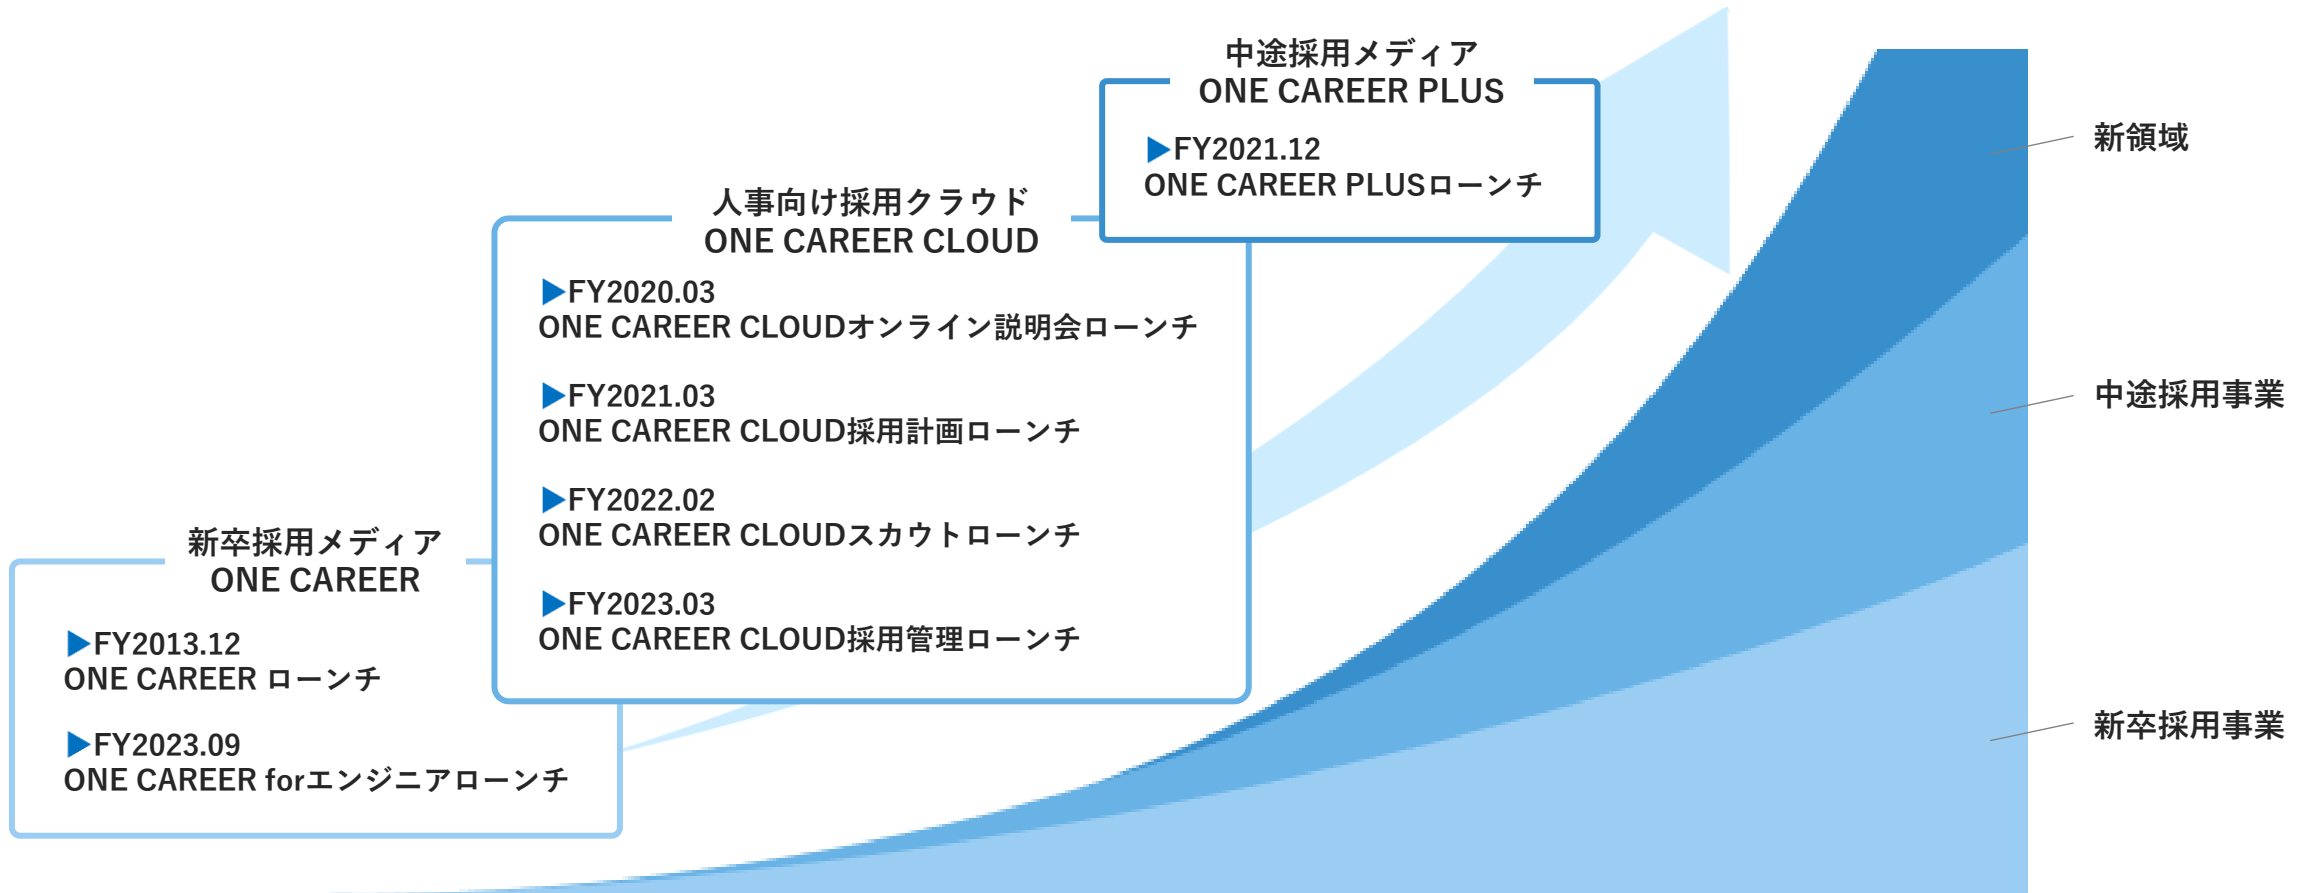 中途採用メディア
ONE CAREER PLUS
▶FY2021.12
ONE CAREER PLUSローンチ
人事向け採用クラウド
ONE CAREER CLOUD
▶FY2020.03
ONE CAREER CLOUDオンライン説明会ローンチ
▶FY2021.03
ONE CAREER CLOUD採用計画ローンチ
▶FY2022.02
ONE CAREER CLOUDスカウトローンチ
▶FY2023.03
ONE CAREER CLOUD採用管理ローンチ
新卒採用メディア
ONE CAREER
▶FY2013.12
ONE CAREER ローンチ
▶FY2023.09
ONE CAREER forエンジニアローンチ
新領域
中途採用事業
新卒採用事業